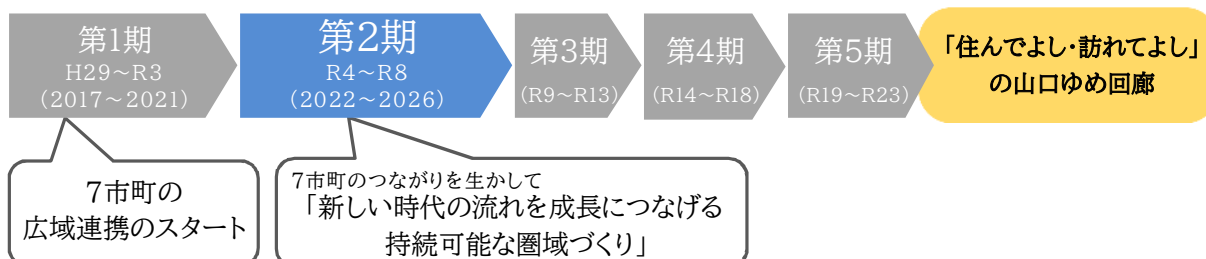 第1期
H29~R3
(2017~2021)
第2期
R4~R8
(2022~2026)
第3期
(R9~R13)
第4期
(R14~R18)
第5期
(R19~R23)
「住んでよし・訪れてよし」
の山口ゆめ回廊
7市町の
広域連携のスタート
7市町のつながりを生かして
「新しい時代の流れを成長につなげる
持続可能な圏域づくり」